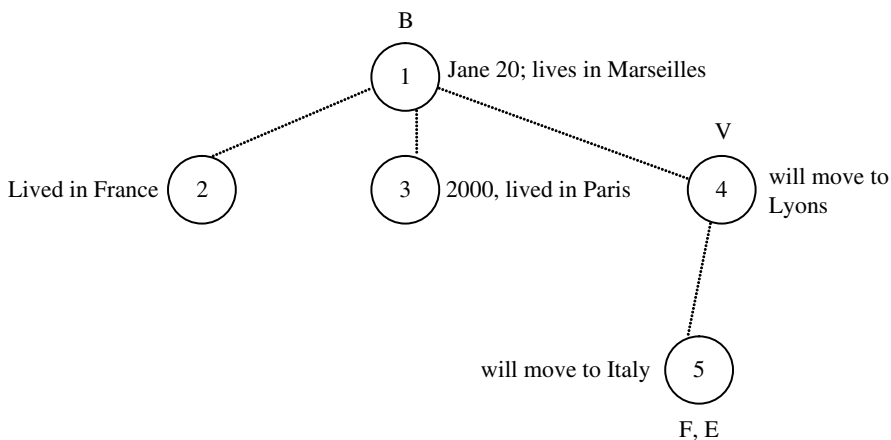 B
1
Jane 20; lives in Marseilles
V
Lived in France
2
3
2000, lived in Paris
4
will move to
Lyons
will move to Italy
5
F, E